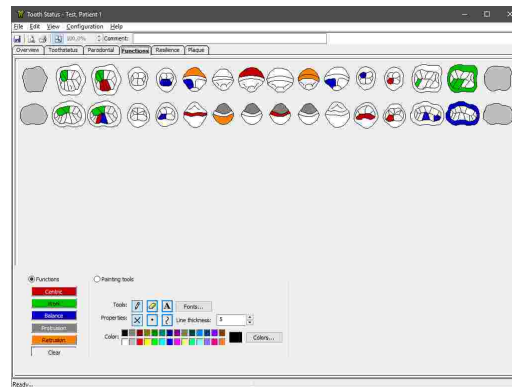 Tooth Status - Test, Patient 1
File Edit View Configuration Help
100,0% Comment:
Overview Toothstatus Parodontal Functions Resilience Plaque
Functions Painting tools
Centric
Work
Balance
Protrusion
Retrusion
Clear
Tools: A Fonts...
Properties: Line thickness: 5
Color: Colors...
Ready...